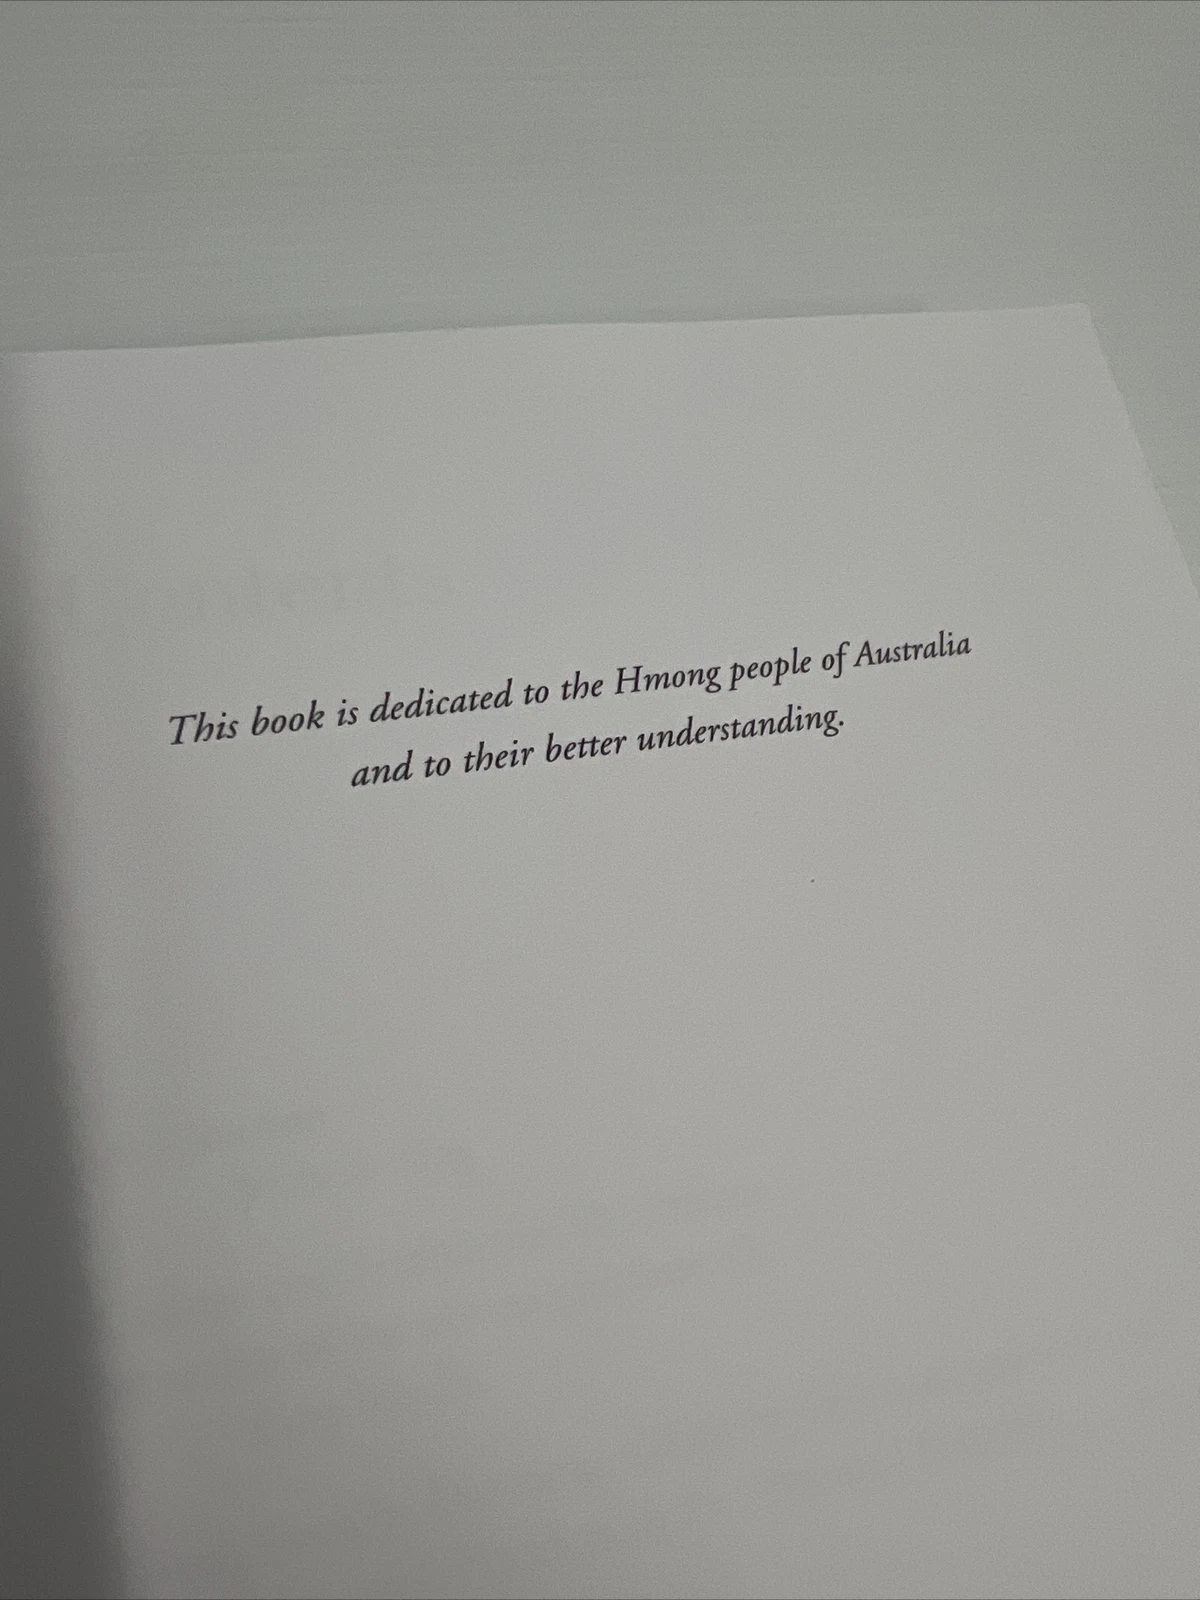 This book is dedicated to the Hmong people of Australia
and to their better understanding.